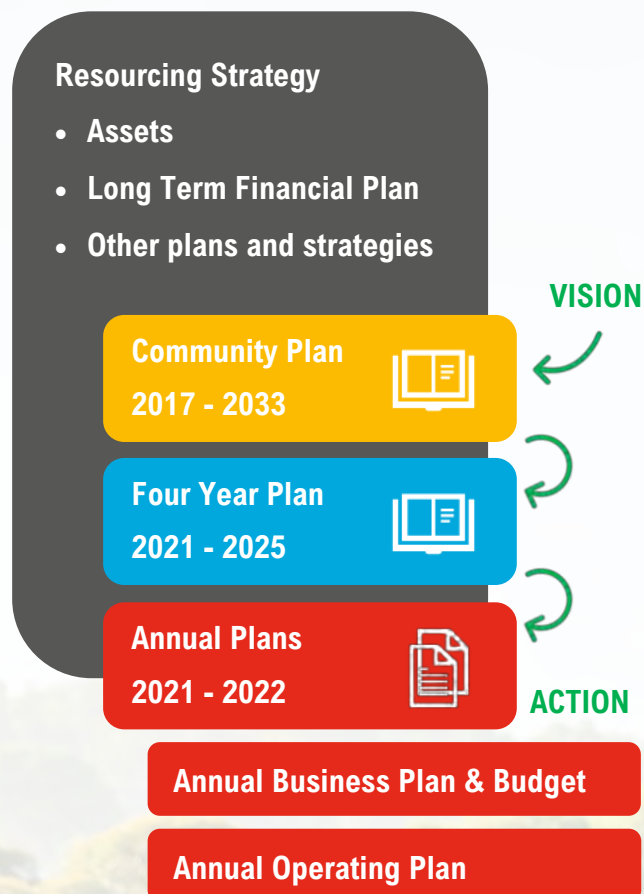 Resourcing Strategy
• Assets
• Long Term Financial Plan
• Other plans and strategies
VISION
Community Plan
2017 - 2033
Four Year Plan
2021 - 2025
Annual Plans
2021 - 2022
ACTION
Annual Business Plan & Budget
Annual Operating Plan